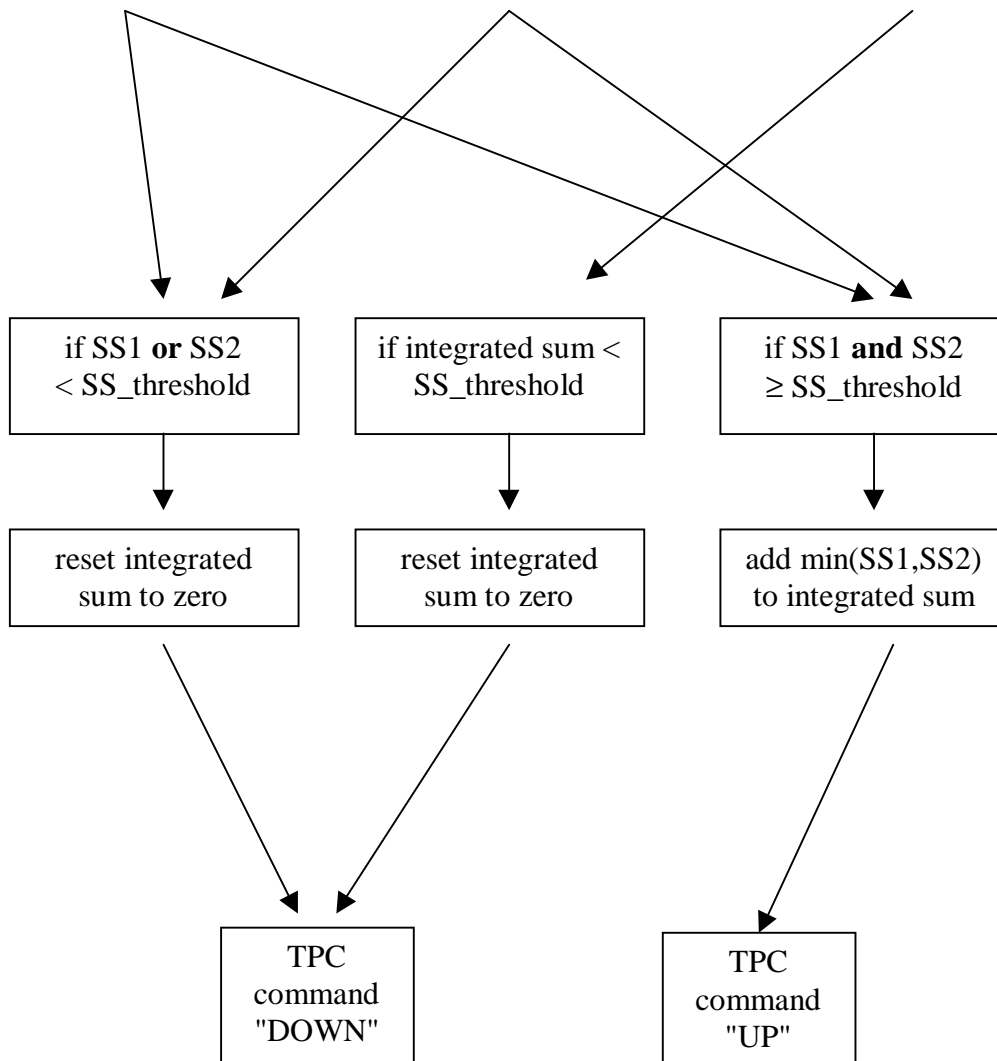 if SS1 or SS2
< SS_threshold
if integrated sum <
SS_threshold
if SS1 and SS2
≥ SS_threshold
reset integrated
sum to zero
reset integrated
sum to zero
add min(SS1,SS2)
to integrated sum
TPC
command
"DOWN"
TPC
command
"UP"